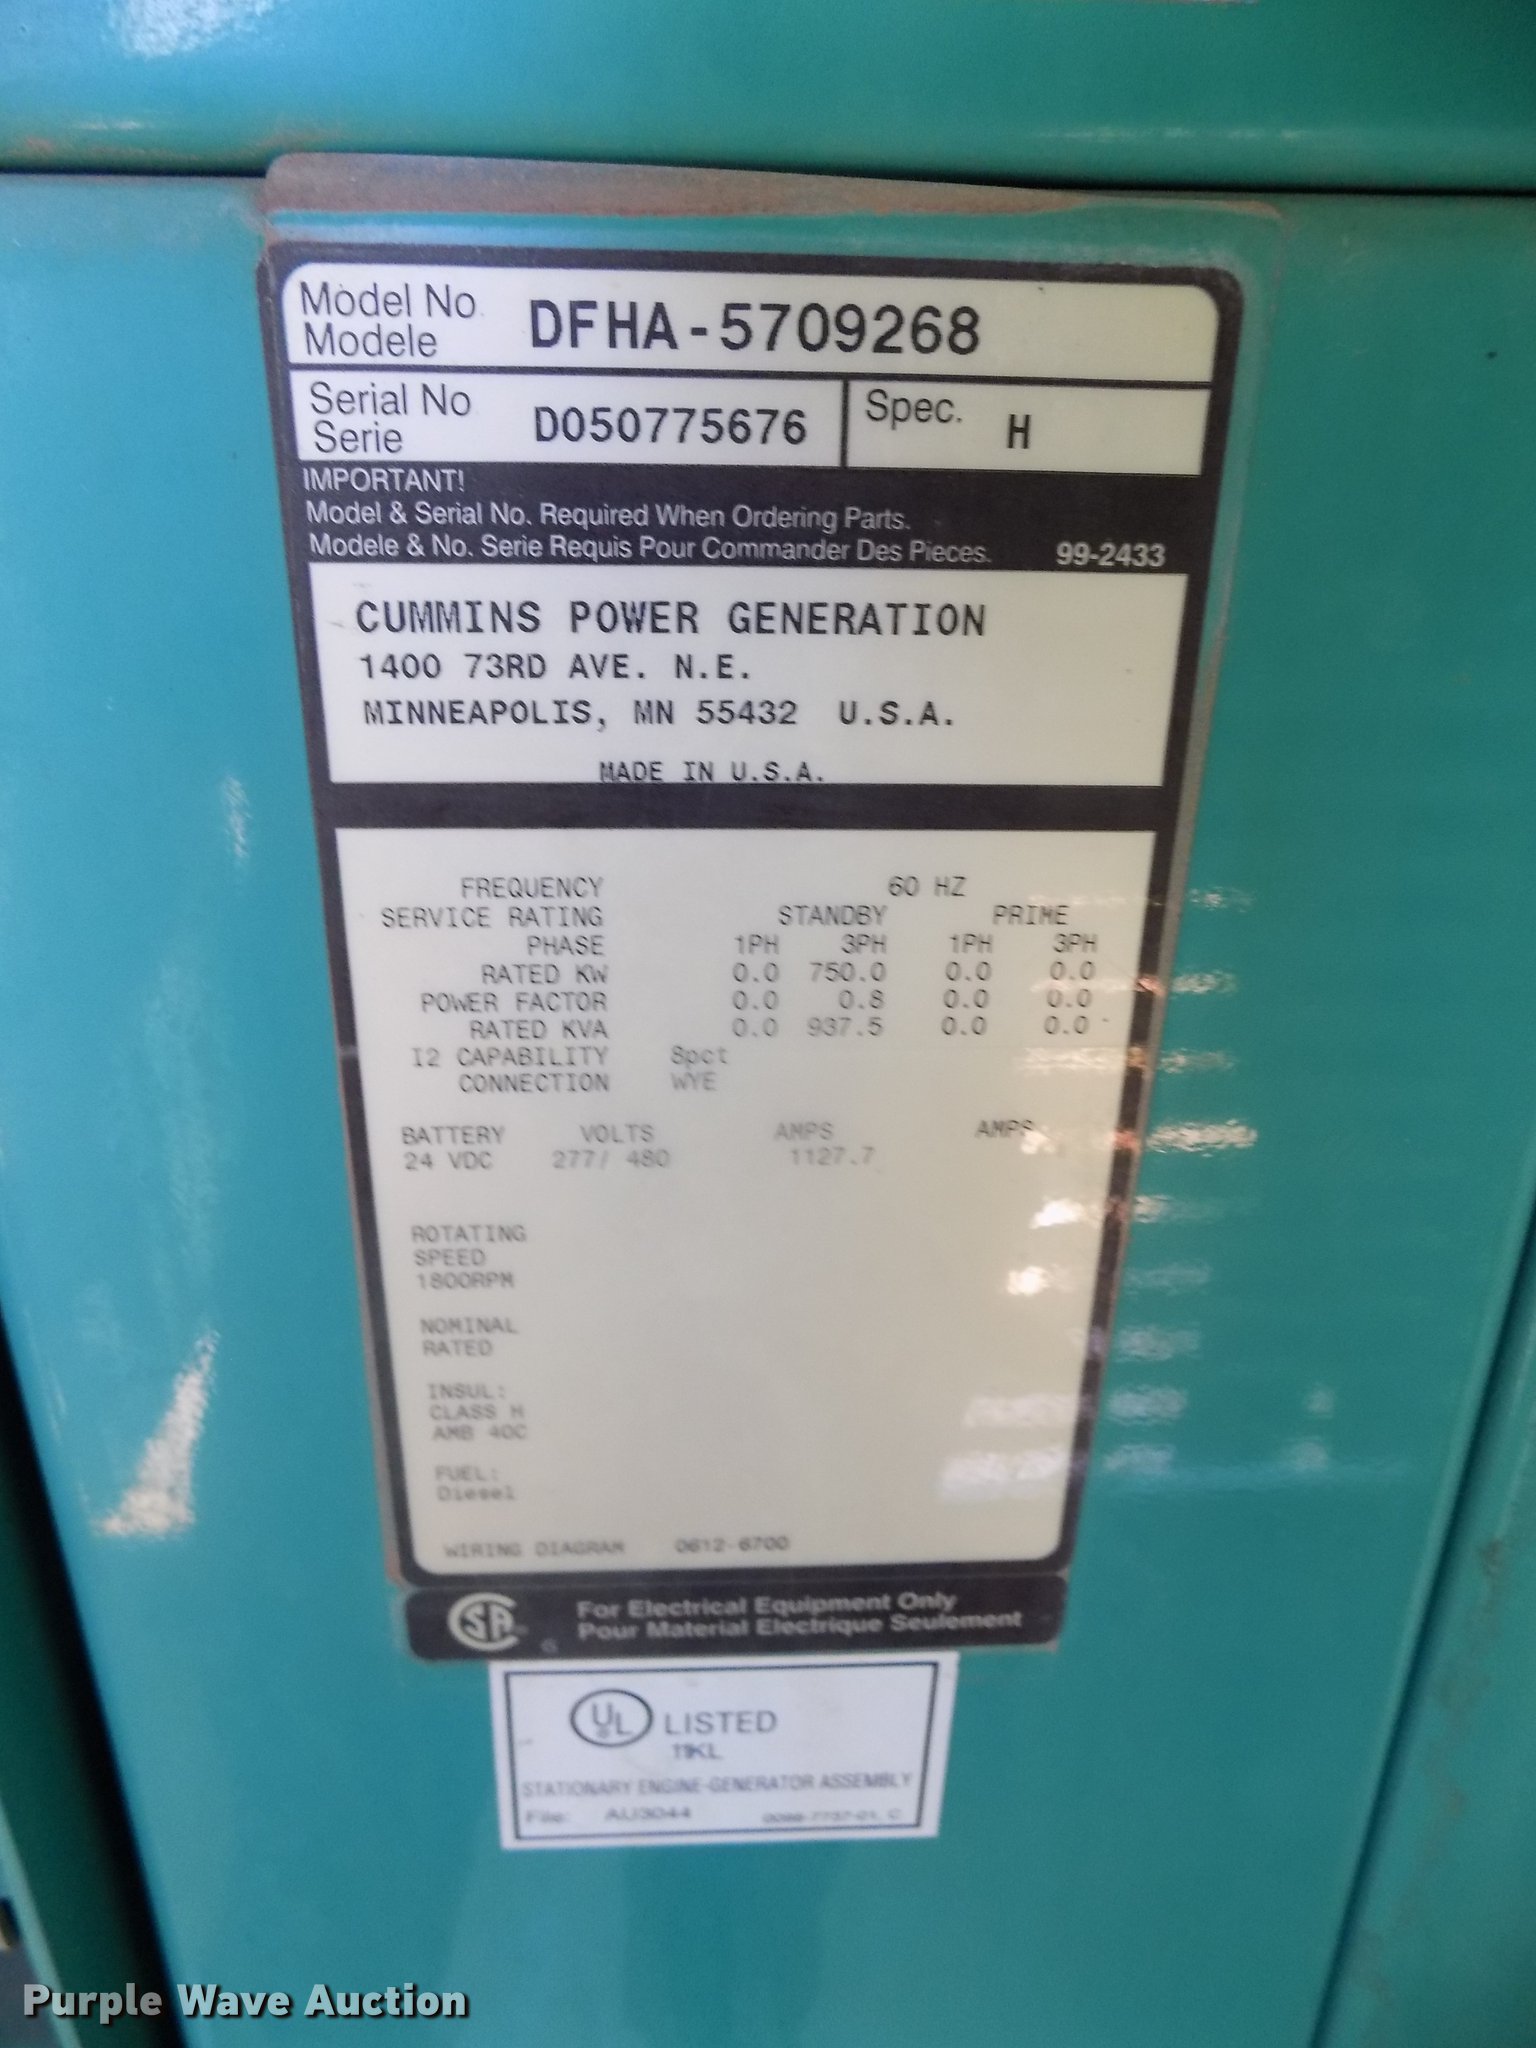 Model No. DFHA-5709268
Modele
Serial No D050775676 Spec. H
Serie
IMPORTANT!
Model & Serial No. Required When Ordering Parts.
Modele & No. Serie Requis Pour Commander Des Pieces. 99-2433
CUMMINS POWER GENERATION
1400 73RD AVE. N.E.
MINNEAPOLIS, MN 55432 U.S.A.
MADE IN U.S.A.
FREQUENCY 60 HZ
SERVICE RATING STANDBY PRIME
PHASE 1PH 3PH 1PH 3PH
RATED KW 0.0 750.0 0.0 0.0
POWER FACTOR 0.0 0.8 0.0 0.0
RATED KVA 0.0 937.5 0.0 0.0
I2 CAPABILITY 8pct
CONNECTION WYE
BATTERY VOLTS AMPS AMPS
24 VDC 277/ 480 1127.7
ROTATING
SPEED
1800RPM
NOMINAL
RATED
INSUL:
CLASS H
AMB 40C
FUEL:
Diesel
WIRING DIAGRAM 0612-6700
SA For Electrical Equipment Only
Pour Material Electrique Seulement
UL LISTED
11KL
STATIONARY ENGINE-GENERATOR ASSEMBLY
File: AU3044 0098-7737-01, C
Purple Wave Auction